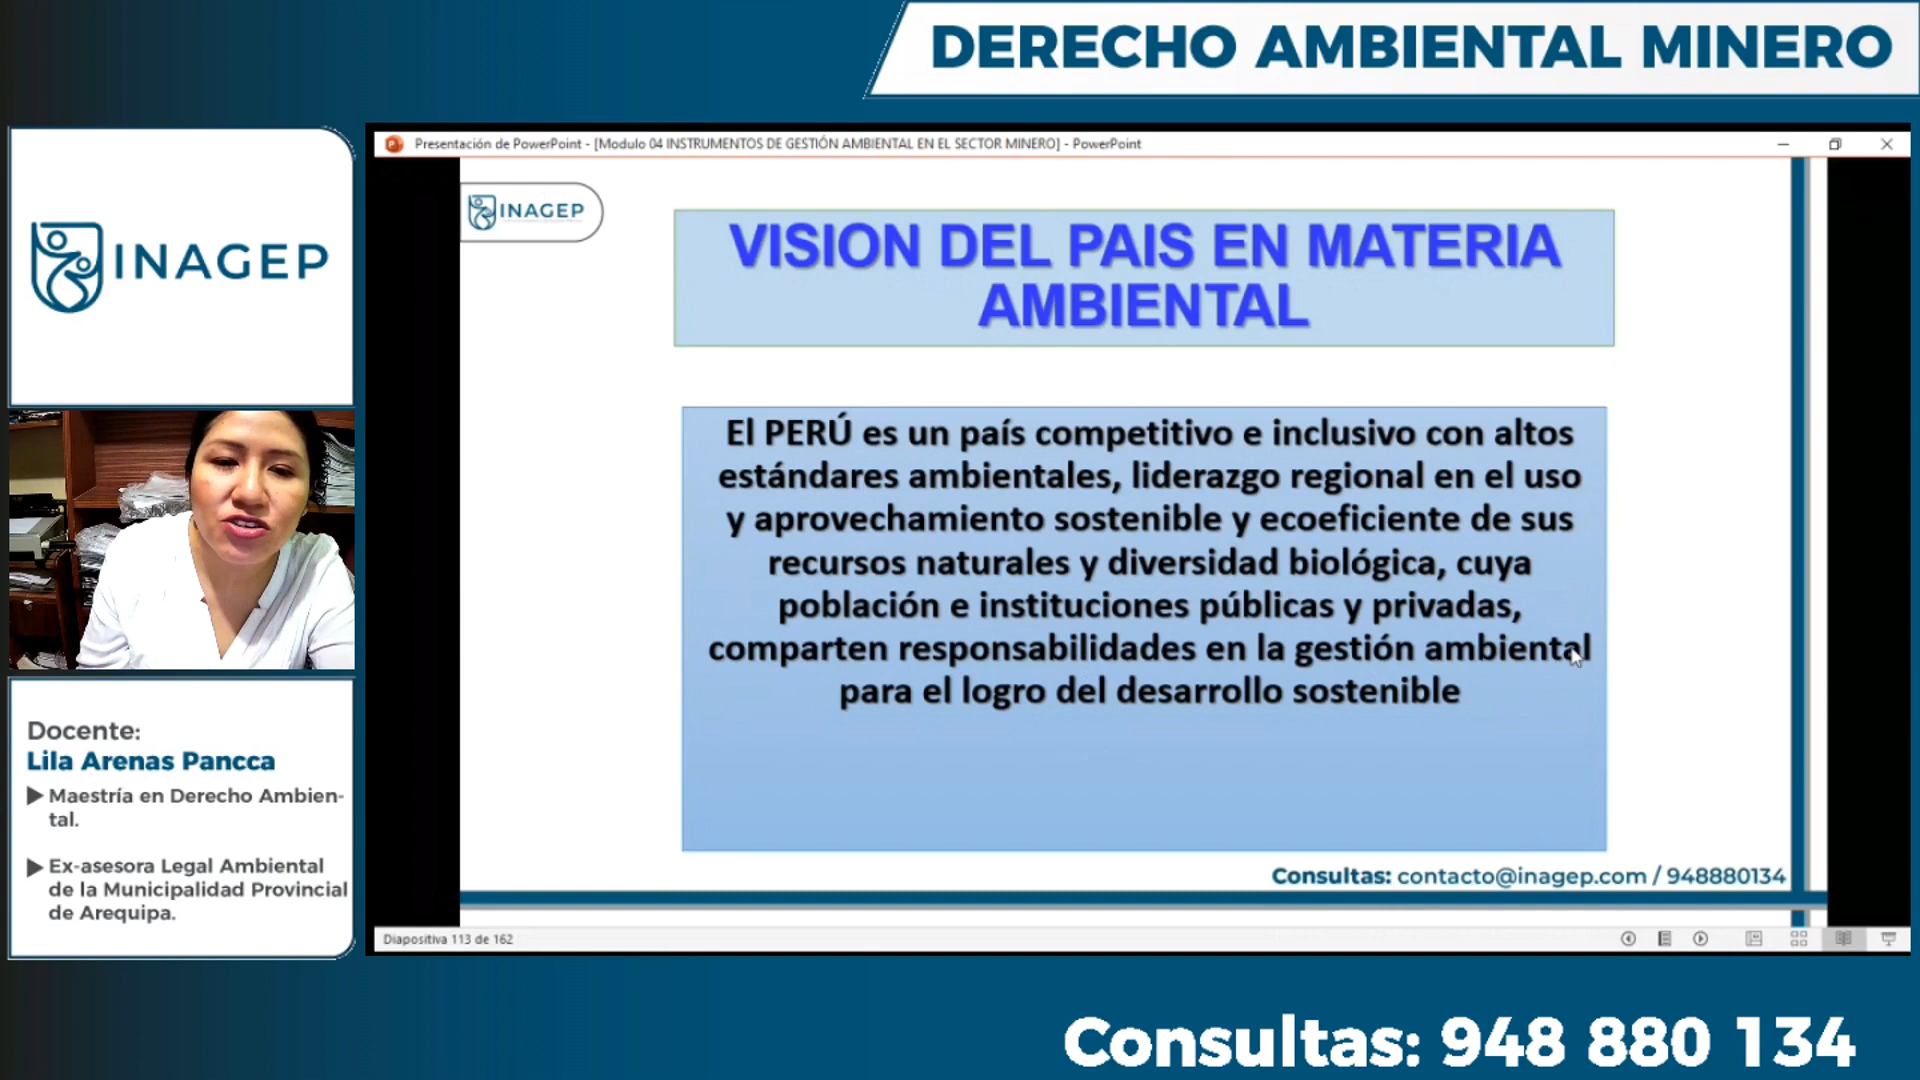 DERECHO AMBIENTAL MINERO
INAGEP
Docente:
Lila Arenas Pancca
Maestría en Derecho Ambien-
tal.
Ex-asesora Legal Ambiental
de la Municipalidad Provincial
de Arequipa.
Presentación de PowerPoint - [Modulo 04 INSTRUMENTOS DE GESTIÓN AMBIENTAL EN EL SECTOR MINERO] - PowerPoint
INAGEP
VISION DEL PAIS EN MATERIA
AMBIENTAL
El PERÚ es un país competitivo e inclusivo con altos
estándares ambientales, liderazgo regional en el uso
y aprovechamiento sostenible y ecoeficiente de sus
recursos naturales y diversidad biológica, cuya
población e instituciones públicas y privadas,
comparten responsabilidades en la gestión ambiental
para el logro del desarrollo sostenible
Consultas: contacto@inagep.com / 948880134
Diapositiva 113 de 162
Consultas: 948 880 134